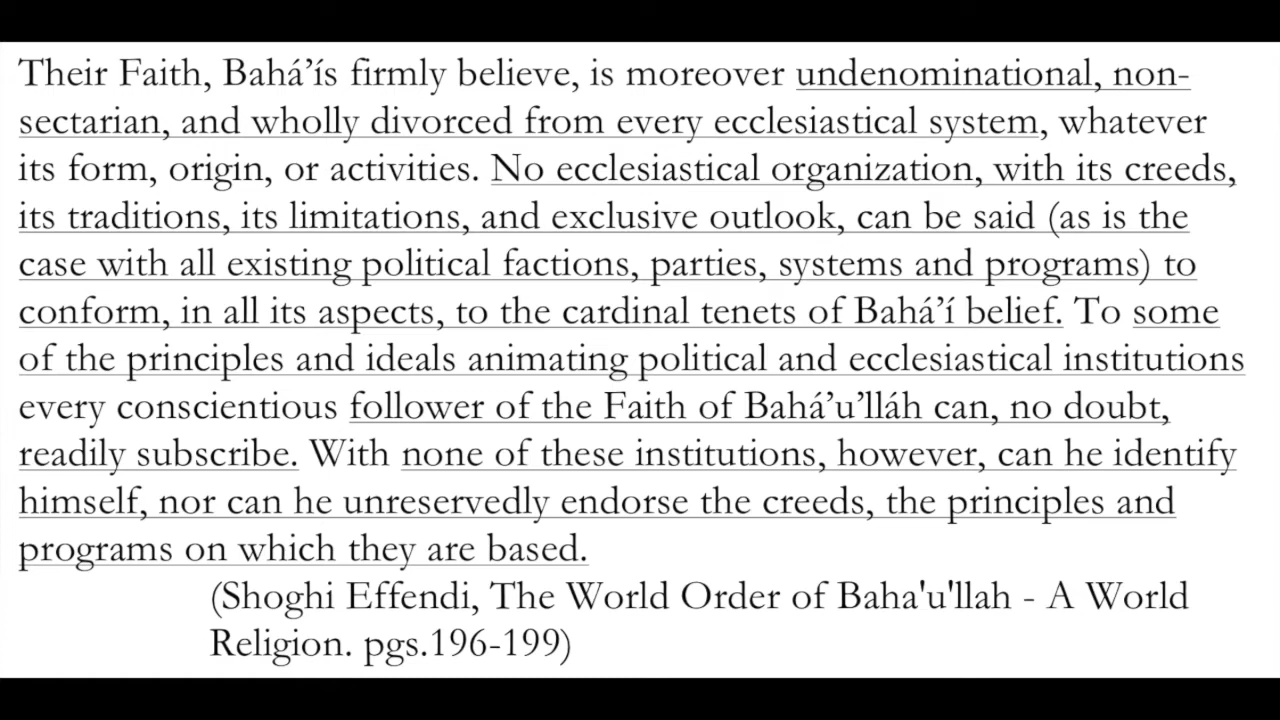 Their Faith, Bahá’ís firmly believe, is moreover undenominational, non-
sectarian, and wholly divorced from every ecclesiastical system, whatever
its form, origin, or activities. No ecclesiastical organization, with its creeds,
its traditions, its limitations, and exclusive outlook, can be said (as is the
case with all existing political factions, parties, systems and programs) to
conform, in all its aspects, to the cardinal tenets of Bahá’í belief. To some
of the principles and ideals animating political and ecclesiastical institutions
every conscientious follower of the Faith of Bahá’u’lláh can, no doubt,
readily subscribe. With none of these institutions, however, can he identify
himself, nor can he unreservedly endorse the creeds, the principles and
programs on which they are based.
(Shoghi Effendi, The World Order of Baha'u'llah - A World
Religion. pgs.196-199)